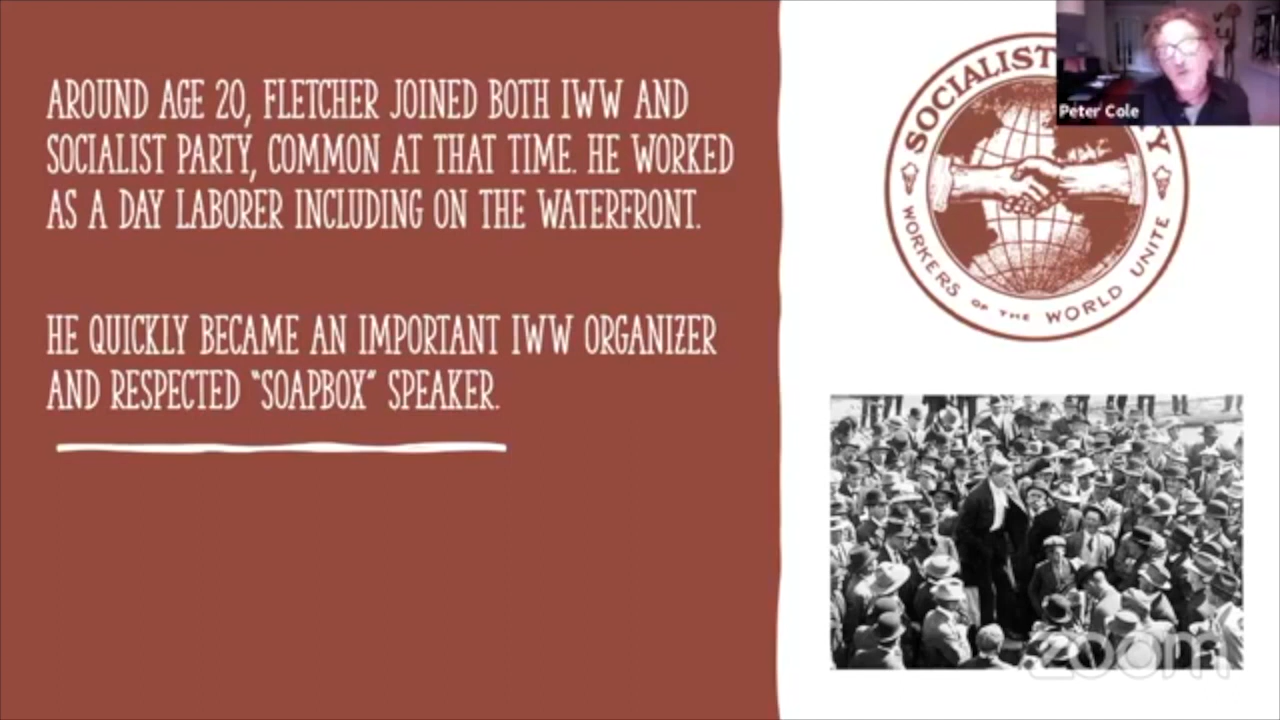 AROUND AGE 20, FLETCHER JOINED BOTH IWW AND
SOCIALIST PARTY, COMMON AT THAT TIME. HE WORKED
AS A DAY LABORER INCLUDING ON THE WATERFRONT.
HE QUICKLY BECAME AN IMPORTANT IWW ORGANIZER
AND RESPECTED "SOAPBOX" SPEAKER.
SOCIALIST
WORKERS OF THE WORLD UNITE
Peter Cole
zoom